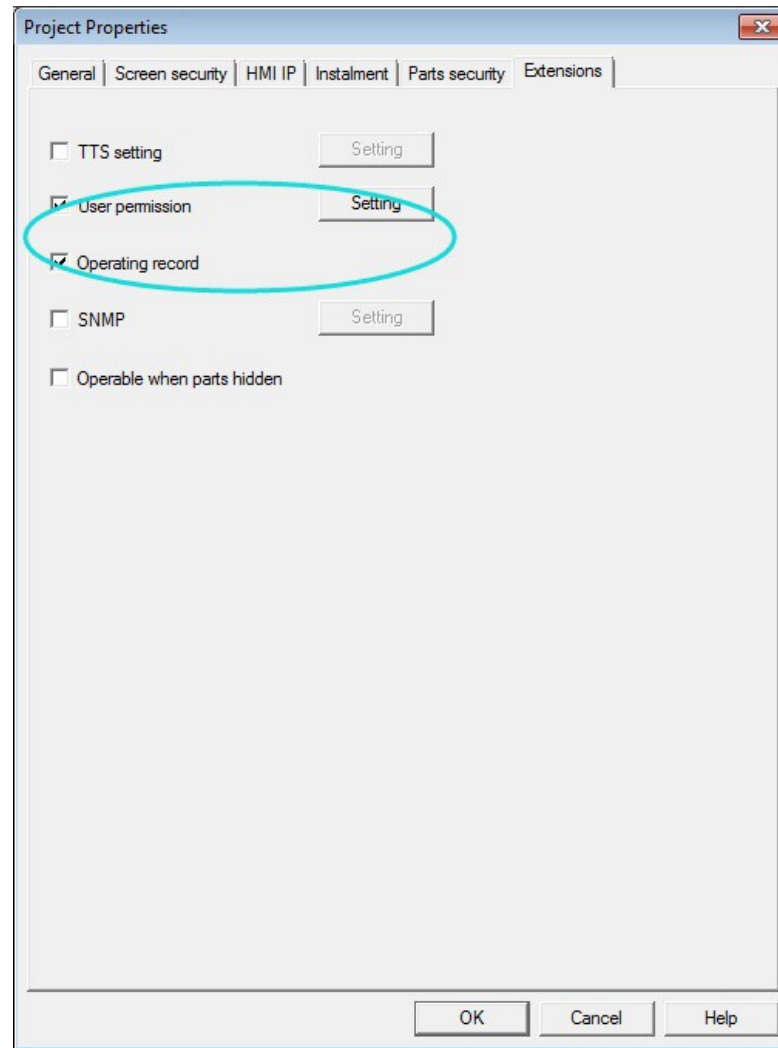 Project Properties
General Screen security HMI IP Instalment Parts security Extensions
TTS setting Setting
User permission Setting
Operating record
SNMP Setting
Operable when parts hidden
OK Cancel Help